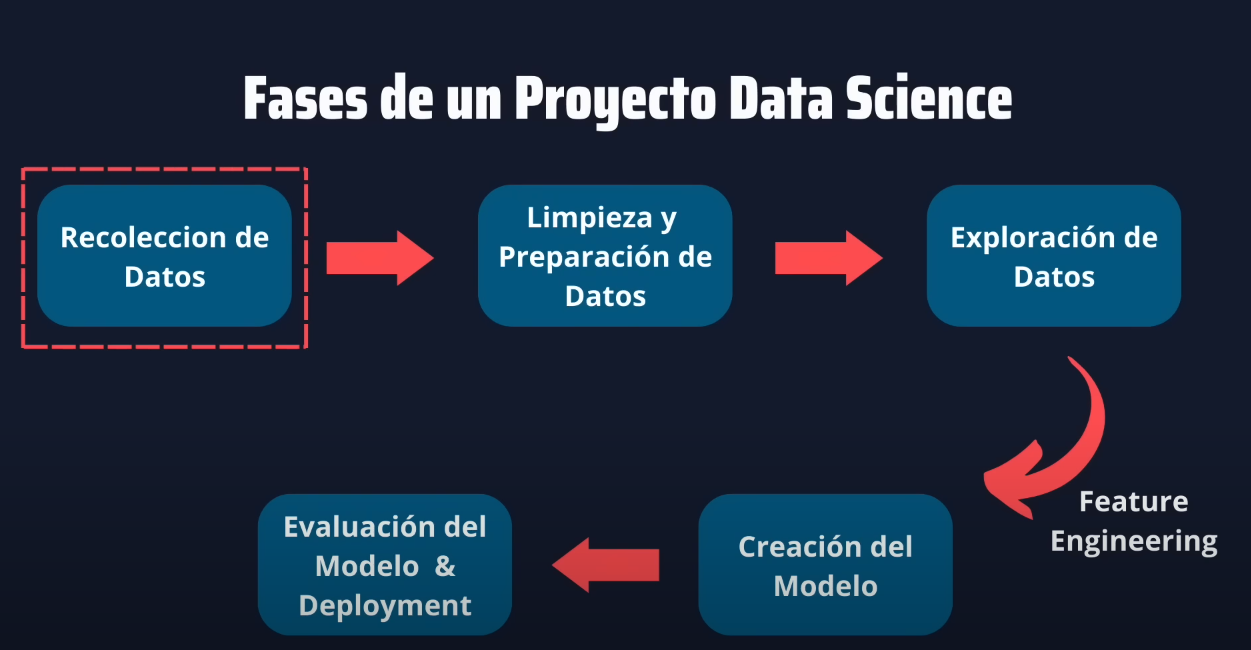 Fases de un Proyecto Data Science
Recoleccion de
Datos
Limpieza y
Preparación de
Datos
Exploración de
Datos
Feature
Engineering
Creación del
Modelo
Evaluación del
Modelo &
Deployment